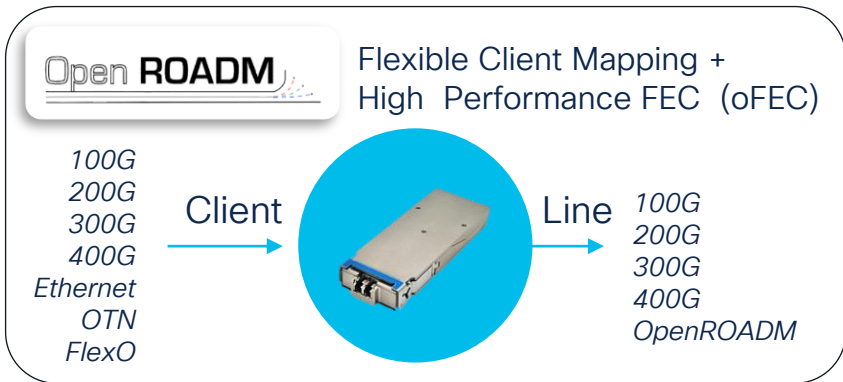 Open ROADM
Flexible Client Mapping +
High Performance FEC (oFEC)
100G
200G
300G
400G
Ethernet
OTN
FlexO
Client
Line
100G
200G
300G
400G
OpenROADM